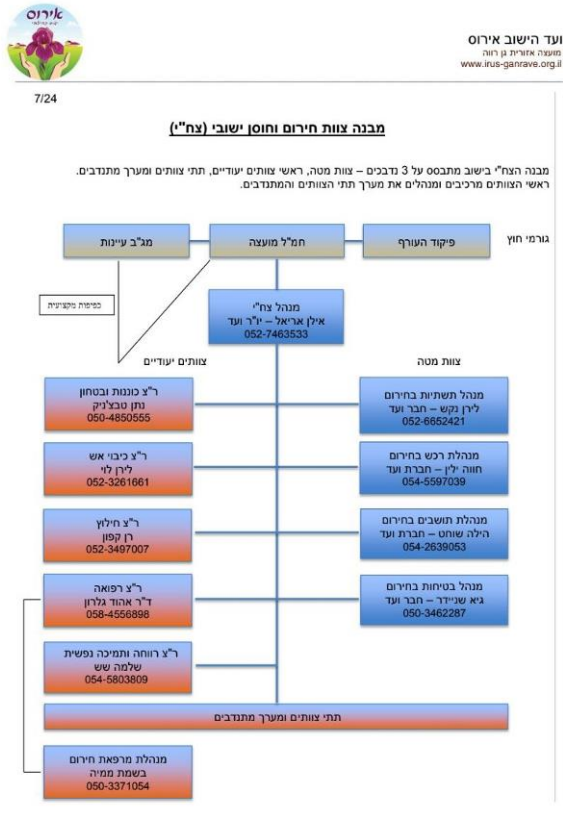 אירוס
ועד הישוב אירוס
מועצה אזורית גן רווה
www.irus-ganrave.org.il
7/24
מבנה צוות חירום וחוסן ישובי (צח"י)
מבנה הצח"י בישוב מתבסס על 3 נדבכים – צוות מטה, ראשי צוותים יעודיים, תתי צוותים ומערך מתנדבים.
ראשי הצוותים מרכיבים ומנהלים את מערך תתי הצוותים והמתנדבים.
גורמי חוץ
פיקוד העורף
חמ"ל מועצה
מג"ב עיינות
כפיפות מקצועית
מנהל צח"י
אילן אריאל – יו"ר ועד
052-7463533
צוות מטה
מנהל תשתיות בחירום
לירן נקש – חבר ועד
052-6652421
מנהלת רכש בחירום
חווה ילין – חברת ועד
054-5597039
מנהלת תושבים בחירום
הילה שוחט – חברת ועד
054-2639053
מנהל בטיחות בחירום
גיא שניידר – חבר ועד
050-3462287
צוותים יעודיים
ר"צ כוננות ובטחון
נתן טבצ'ניק
050-4850555
ר"צ כיבוי אש
לירן לוי
052-3261661
ר"צ חילוץ
רן קפון
052-3497007
ר"צ רפואה
ד"ר אהוד גלרון
058-4556898
ר"צ רווחה ותמיכה נפשית
שלמה שש
054-5803809
תתי צוותים ומערך מתנדבים
מנהלת מרפאת חירום
בשמת ממיה
050-3371054